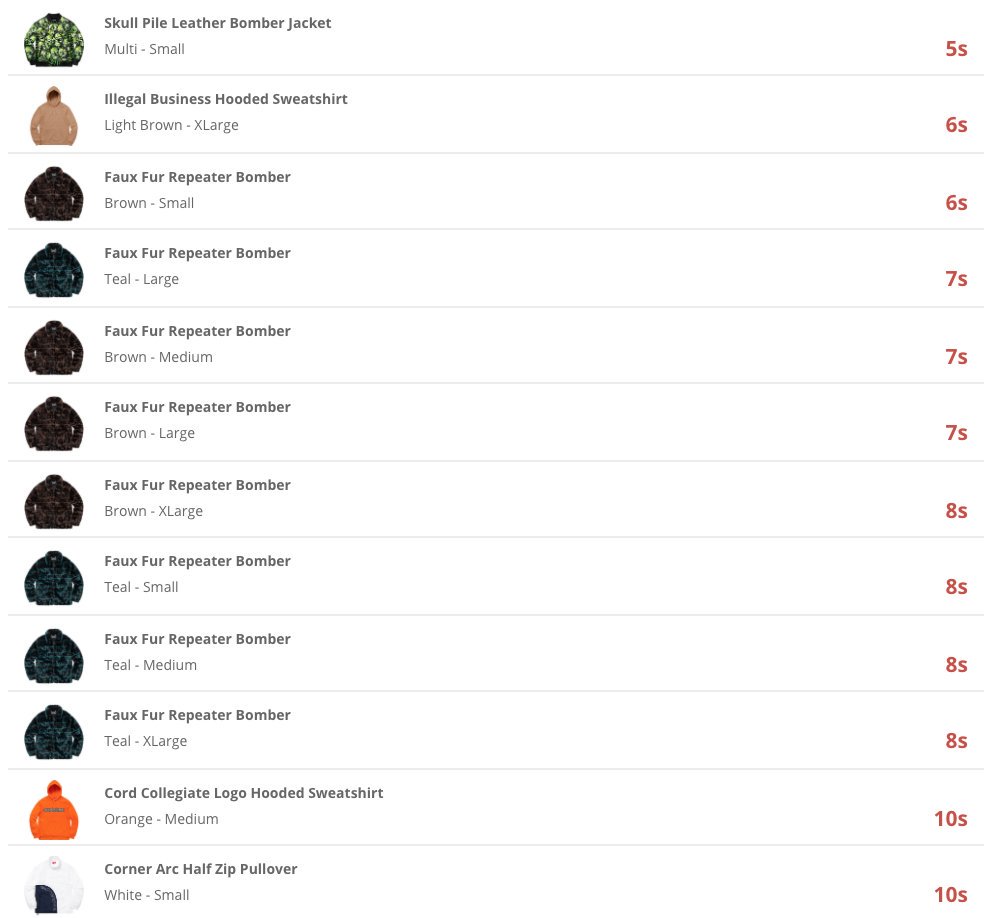 Skull Pile Leather Bomber Jacket
Multi - Small
5s
Illegal Business Hooded Sweatshirt
Light Brown - XLarge
6s
Faux Fur Repeater Bomber
Brown - Small
6s
Faux Fur Repeater Bomber
Teal - Large
7s
Faux Fur Repeater Bomber
Brown - Medium
7s
Faux Fur Repeater Bomber
Brown - Large
7s
Faux Fur Repeater Bomber
Brown - XLarge
8s
Faux Fur Repeater Bomber
Teal - Small
8s
Faux Fur Repeater Bomber
Teal - Medium
8s
Faux Fur Repeater Bomber
Teal - XLarge
8s
Cord Collegiate Logo Hooded Sweatshirt
Orange - Medium
10s
Corner Arc Half Zip Pullover
White - Small
10s